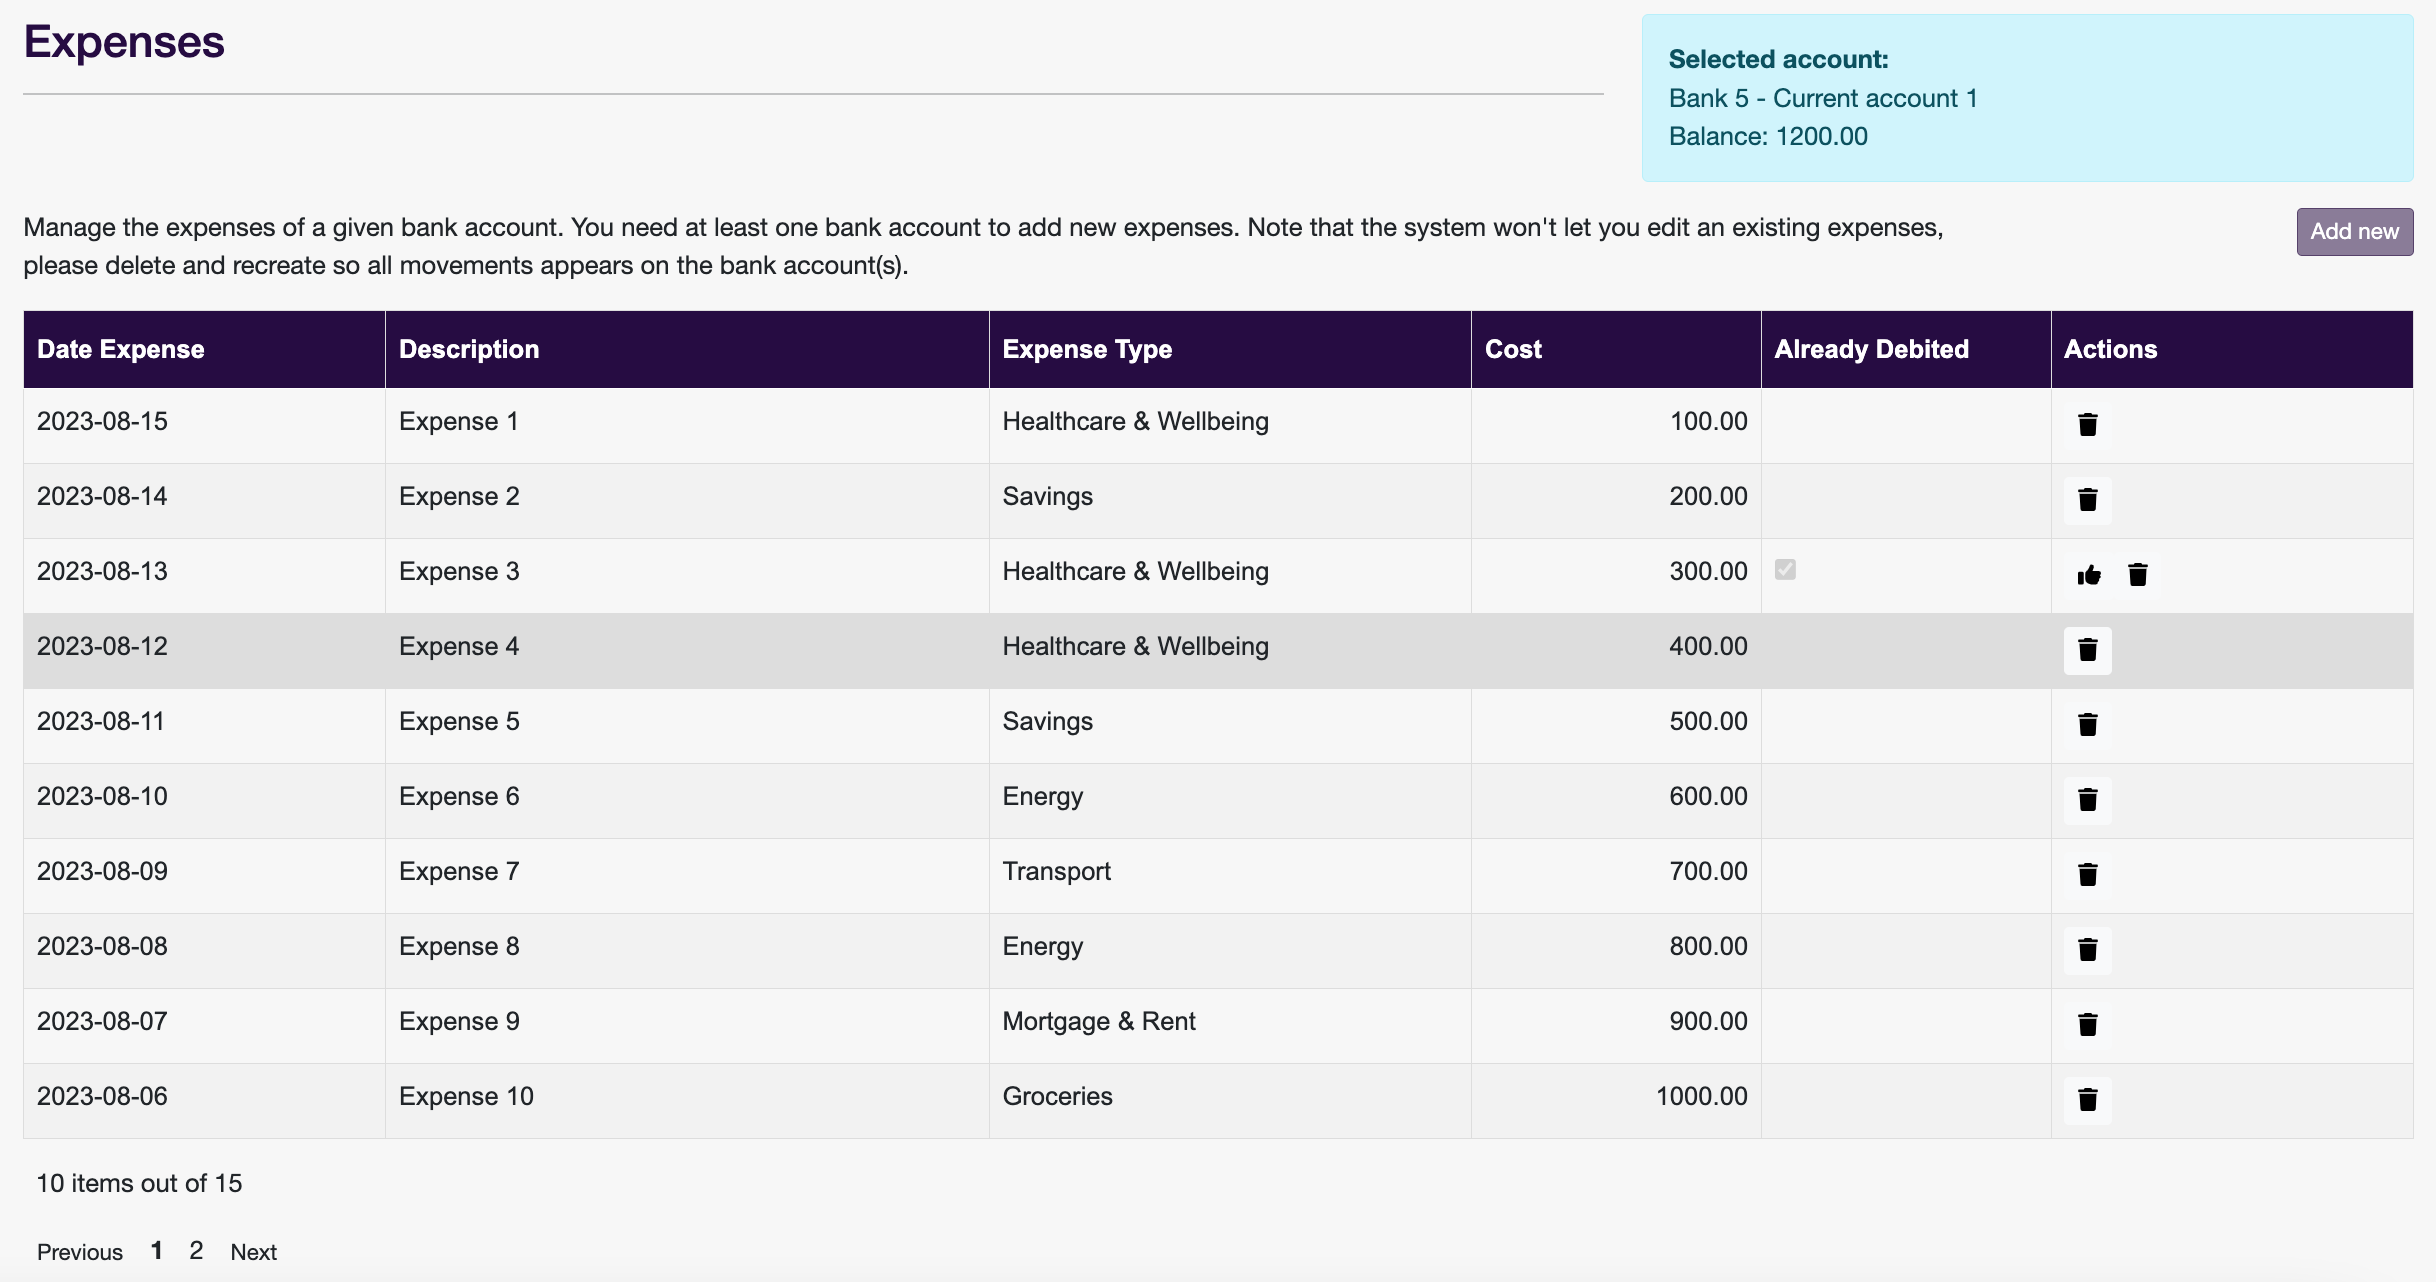 Expenses
Selected account:
Bank 5 - Current account 1
Balance: 1200.00
Manage the expenses of a given bank account. You need at least one bank account to add new expenses. Note that the system won't let you edit an existing expenses,
please delete and recreate so all movements appears on the bank account(s).
Add new
Date Expense Description Expense Type Cost Already Debited Actions
2023-08-15 Expense 1 Healthcare & Wellbeing 100.00
2023-08-14 Expense 2 Savings 200.00
2023-08-13 Expense 3 Healthcare & Wellbeing 300.00
2023-08-12 Expense 4 Healthcare & Wellbeing 400.00
2023-08-11 Expense 5 Savings 500.00
2023-08-10 Expense 6 Energy 600.00
2023-08-09 Expense 7 Transport 700.00
2023-08-08 Expense 8 Energy 800.00
2023-08-07 Expense 9 Mortgage & Rent 900.00
2023-08-06 Expense 10 Groceries 1000.00
10 items out of 15
Previous 1 2 Next